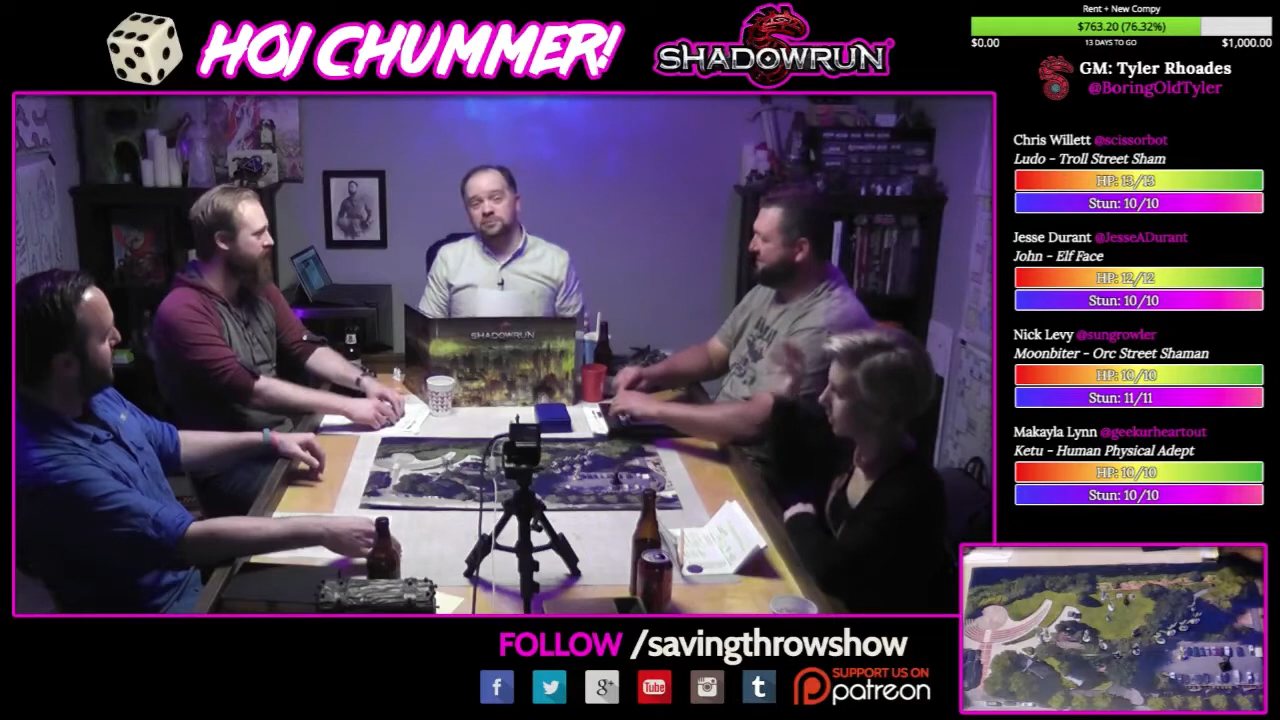 HOI CHUMMER!
SHADOWRUN
Rent + New Compy
$763.20 (76.32%)
$0.00
13 DAYS TO GO
$1,000.00
GM: Tyler Rhoades
@BoringOldTyler
Chris Willett @scissorbot
Ludo - Troll Street Sham
HP: 13/13
Stun: 10/10
Jesse Durant @JesseADurant
John - Elf Face
HP: 12/12
Stun: 10/10
Nick Levy @sungrowler
Moonbiter - Orc Street Shaman
HP: 10/10
Stun: 11/11
Makayla Lynn @geekurheartout
Ketu - Human Physical Adept
HP: 10/10
Stun: 10/10
SHADOWRUN
FOLLOW /savingthrowshow
f
g+
You Tube
t
SUPPORT US ON
patreon